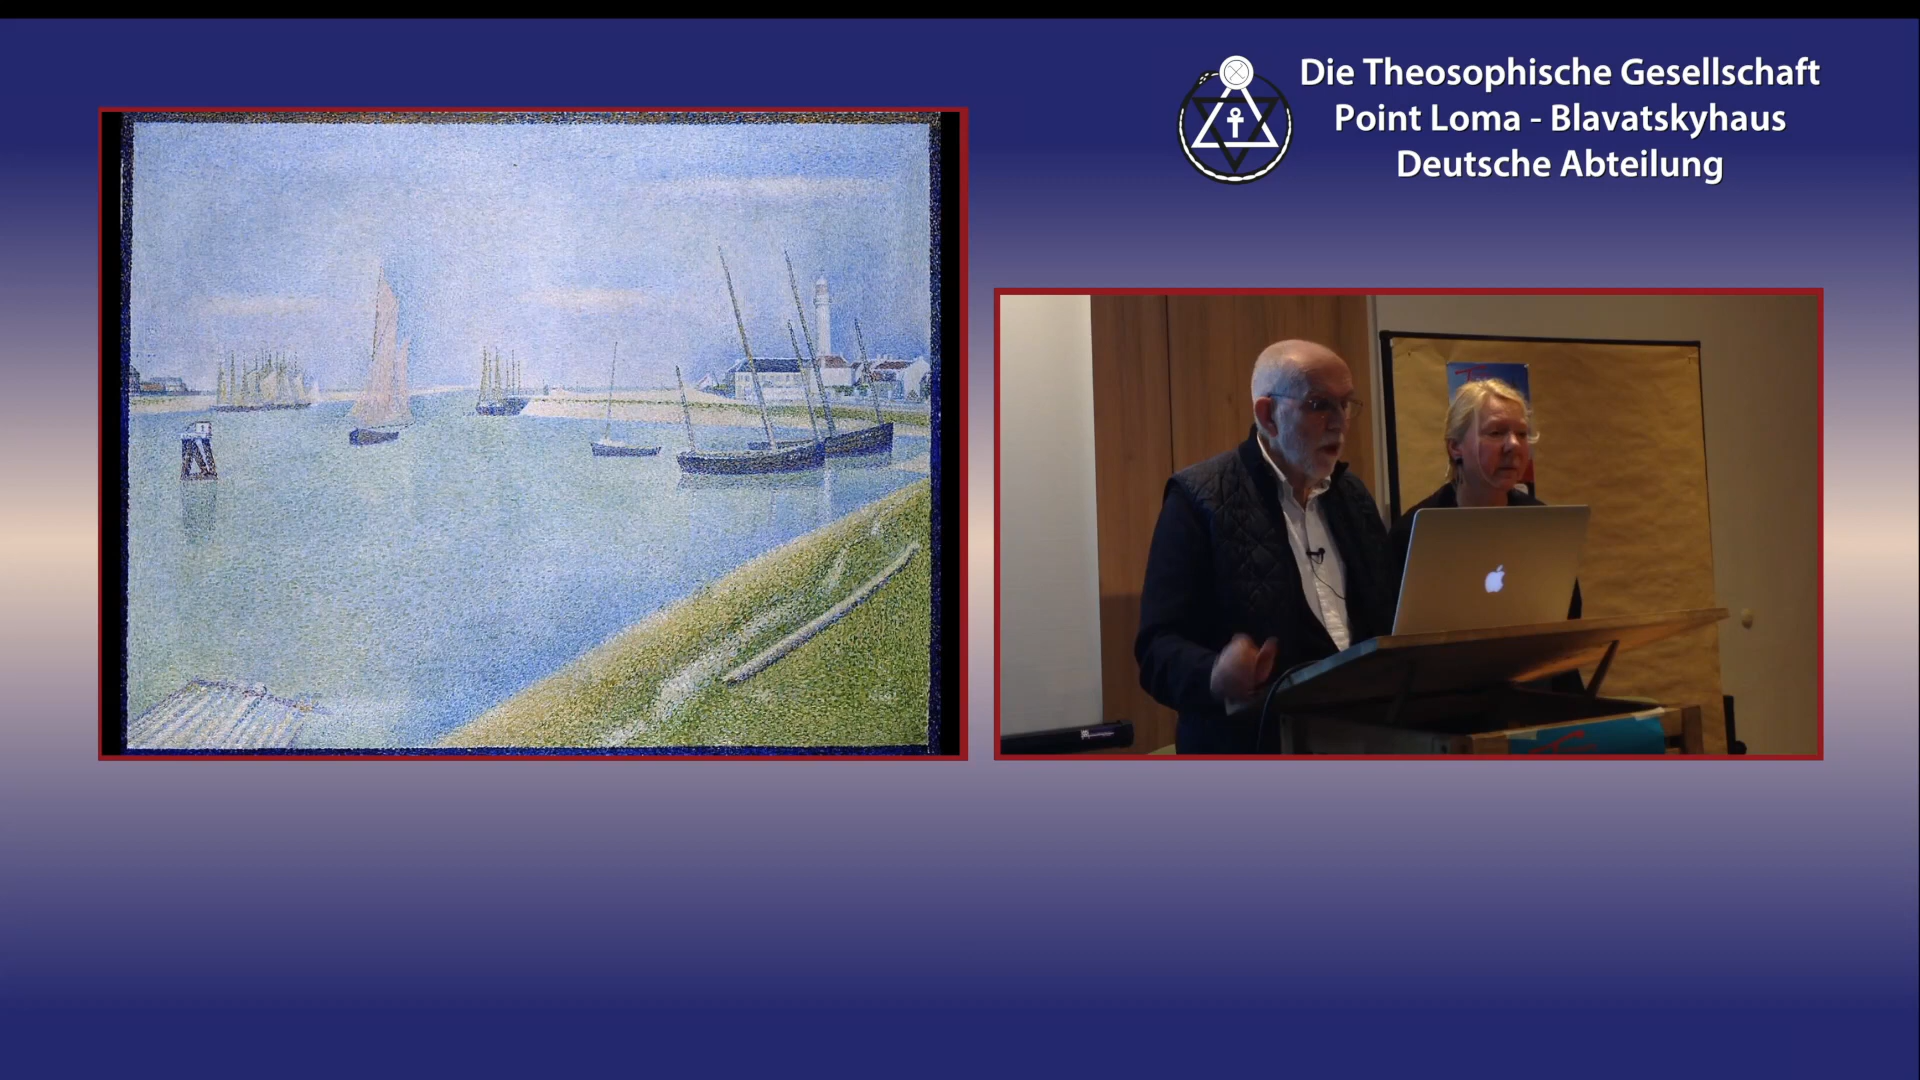 Die Theosophische Gesellschaft
Point Loma - Blavatskyhaus
Deutsche Abteilung